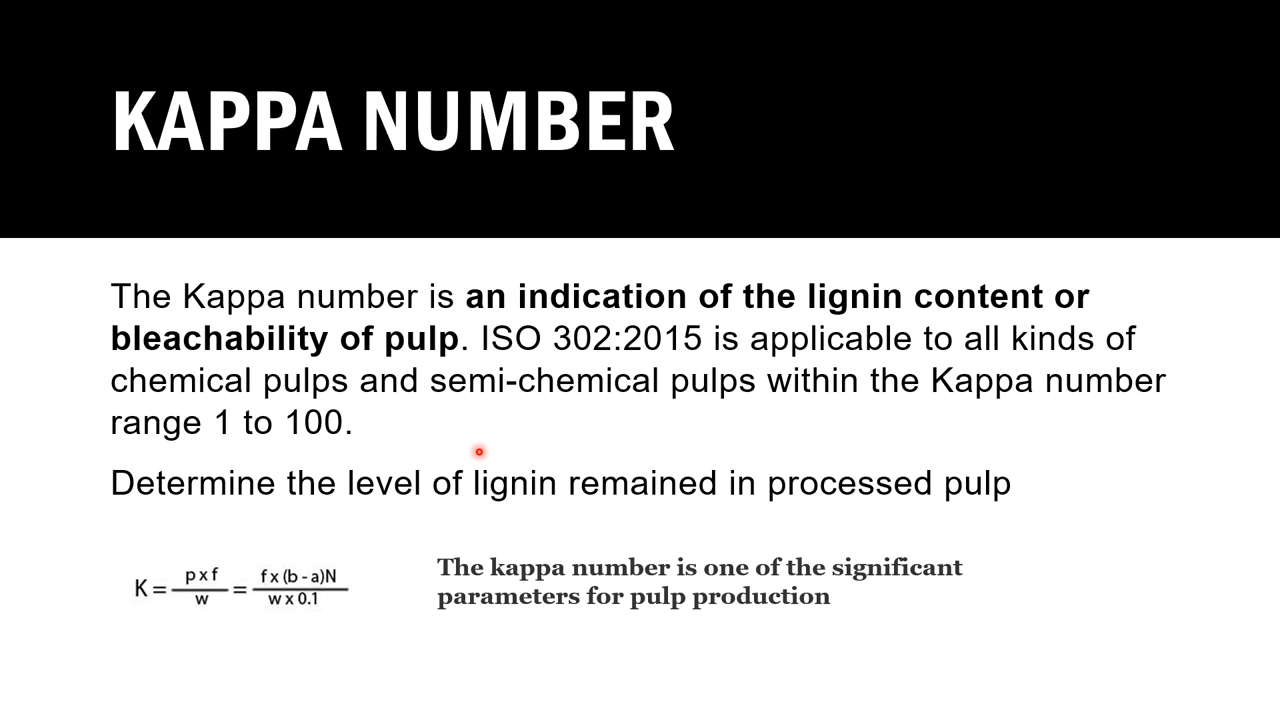 KAPPA NUMBER
The Kappa number is an indication of the lignin content or
bleachability of pulp. ISO 302:2015 is applicable to all kinds of
chemical pulps and semi-chemical pulps within the Kappa number
range 1 to 100.
Determine the level of lignin remained in processed pulp
K = p x f / w = f x (b - a)N / w x 0.1
The kappa number is one of the significant
parameters for pulp production